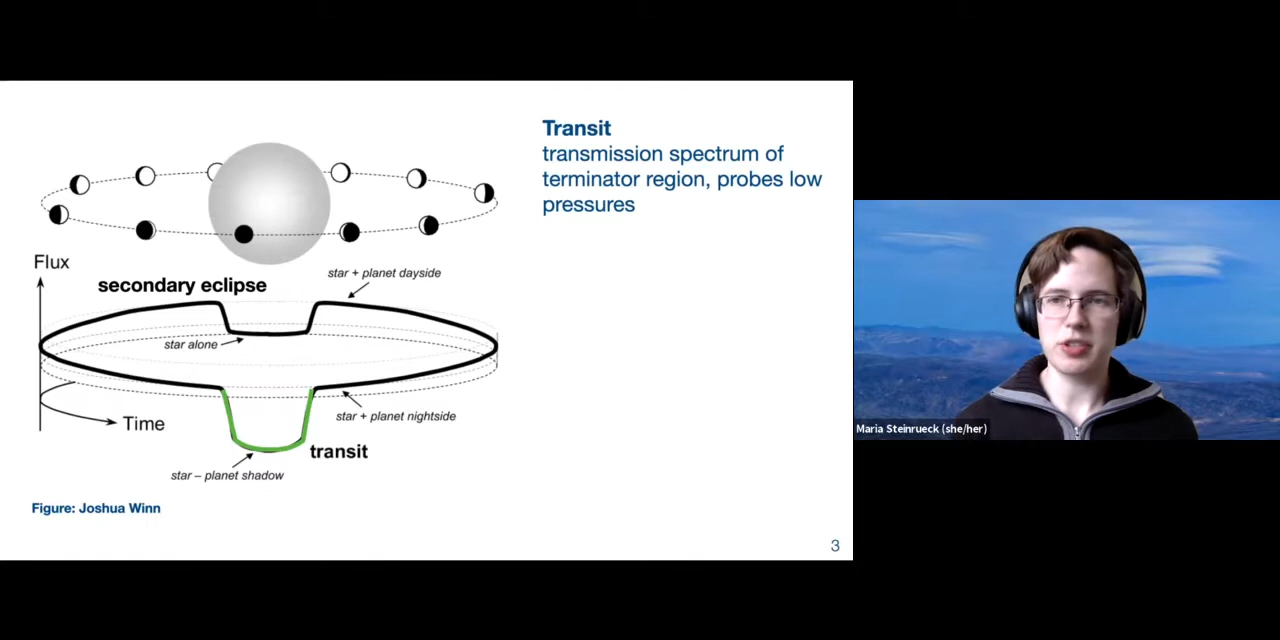 Transit
transmission spectrum of
terminator region, probes low
pressures
Flux
secondary eclipse
star + planet dayside
star alone
Time
star + planet nightside
transit
star – planet shadow
Figure: Joshua Winn
3
Maria Steinrueck (she/her)